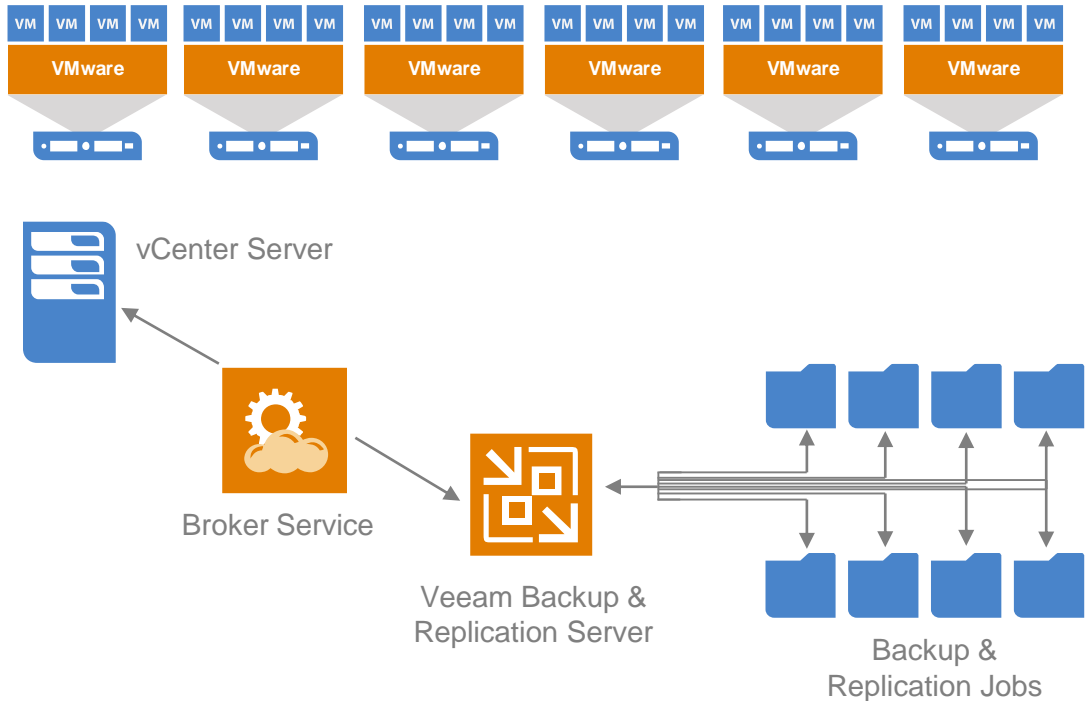 VM VM VM VM VM VM VM VM VM VM VM VM VM VM VM VM VM VM VM VM VM VM VM VM
VMware VMware VMware VMware VMware VMware
vCenter Server
Broker Service
Veeam Backup &
Replication Server
Backup &
Replication Jobs